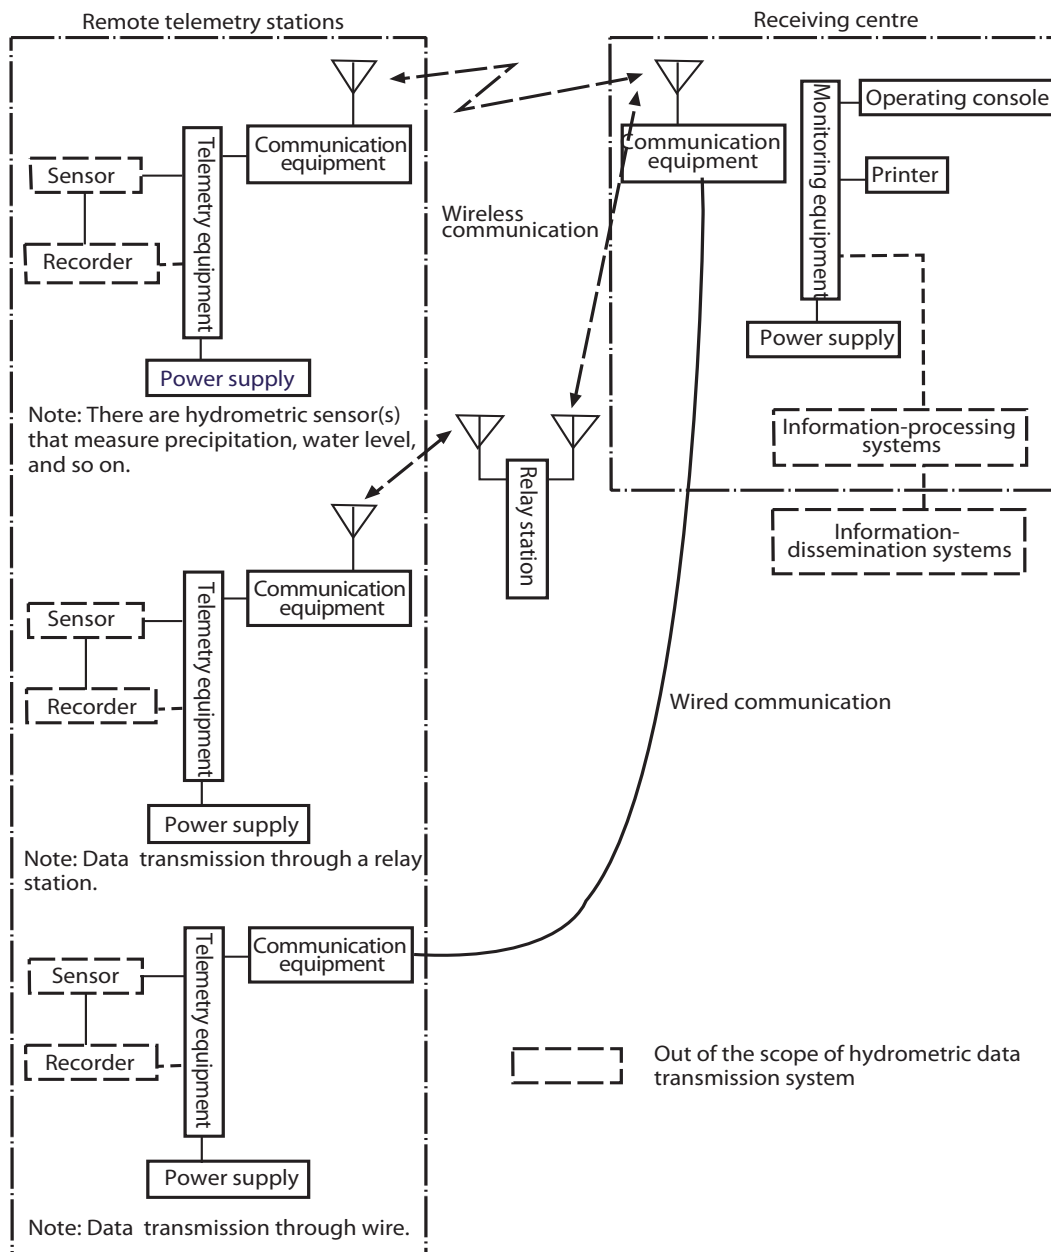 Remote telemetry stations
Receiving centre
Communication
equipment
Telemetry equipment
Sensor
Recorder
Power supply
Note: There are hydrometric sensor(s)
that measure precipitation, water level,
and so on.
Wireless
communication
Communication
equipment
Monitoring equipment
Operating console
Printer
Power supply
Information-processing
systems
Information-
dissemination systems
Relay station
Communication
equipment
Telemetry equipment
Sensor
Recorder
Power supply
Note: Data transmission through a relay
station.
Wired communication
Communication
equipment
Telemetry equipment
Sensor
Recorder
Power supply
Note: Data transmission through wire.
Out of the scope of hydrometric data
transmission system